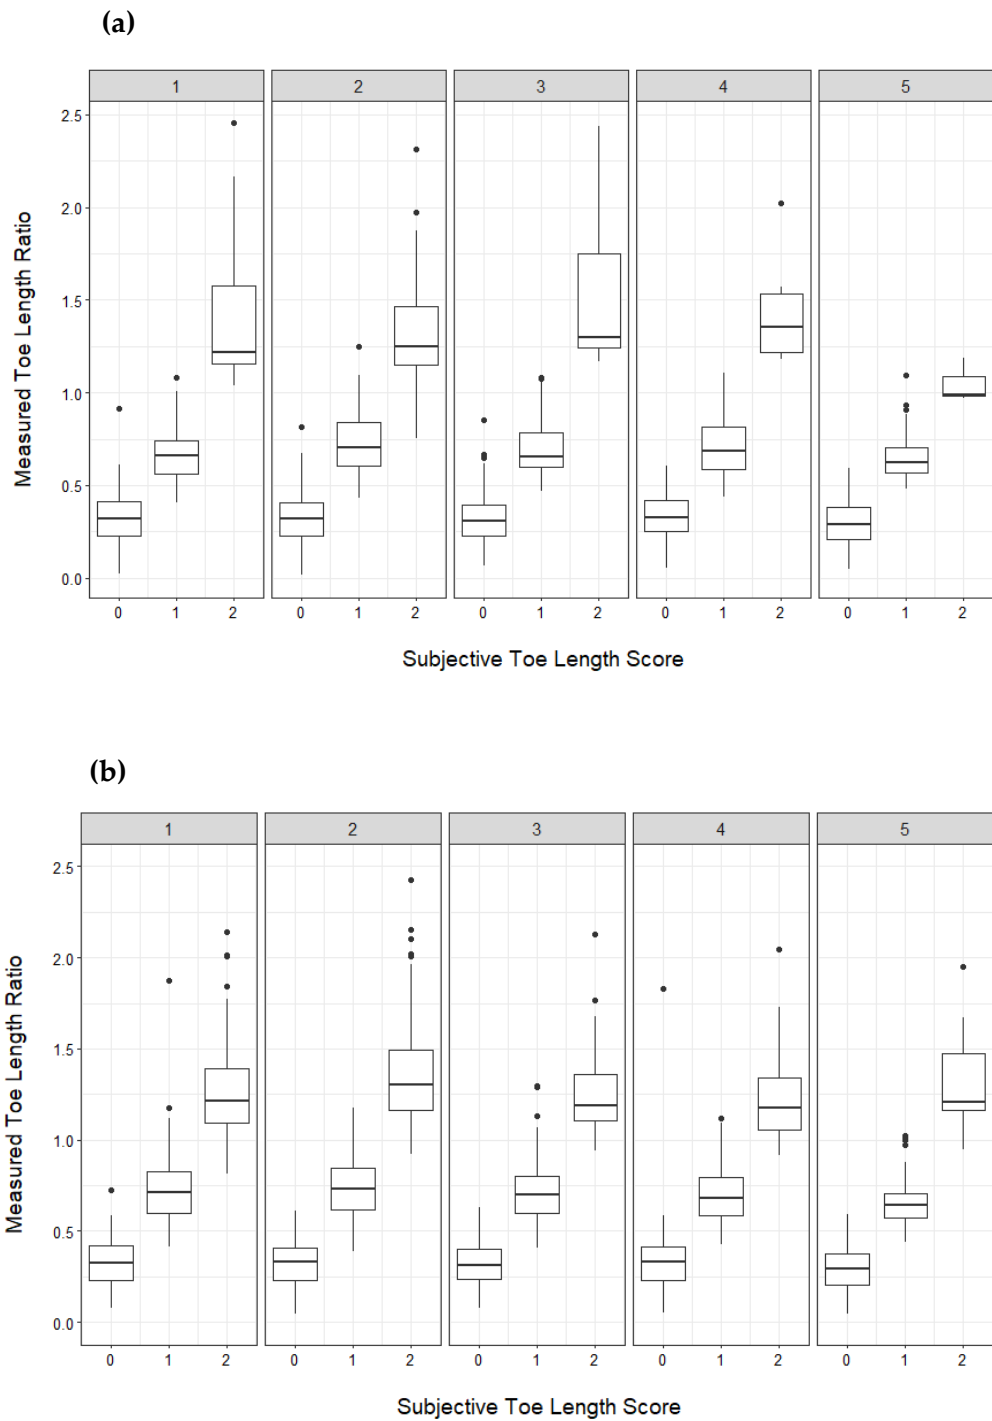 (a)
1 2 3 4 5
2.5
2.0
1.5
1.0
0.5
0.0
Measured Toe Length Ratio
0 1 2 0 1 2 0 1 2 0 1 2 0 1 2
Subjective Toe Length Score
(b)
1 2 3 4 5
2.5
2.0
1.5
1.0
0.5
0.0
Measured Toe Length Ratio
0 1 2 0 1 2 0 1 2 0 1 2 0 1 2
Subjective Toe Length Score